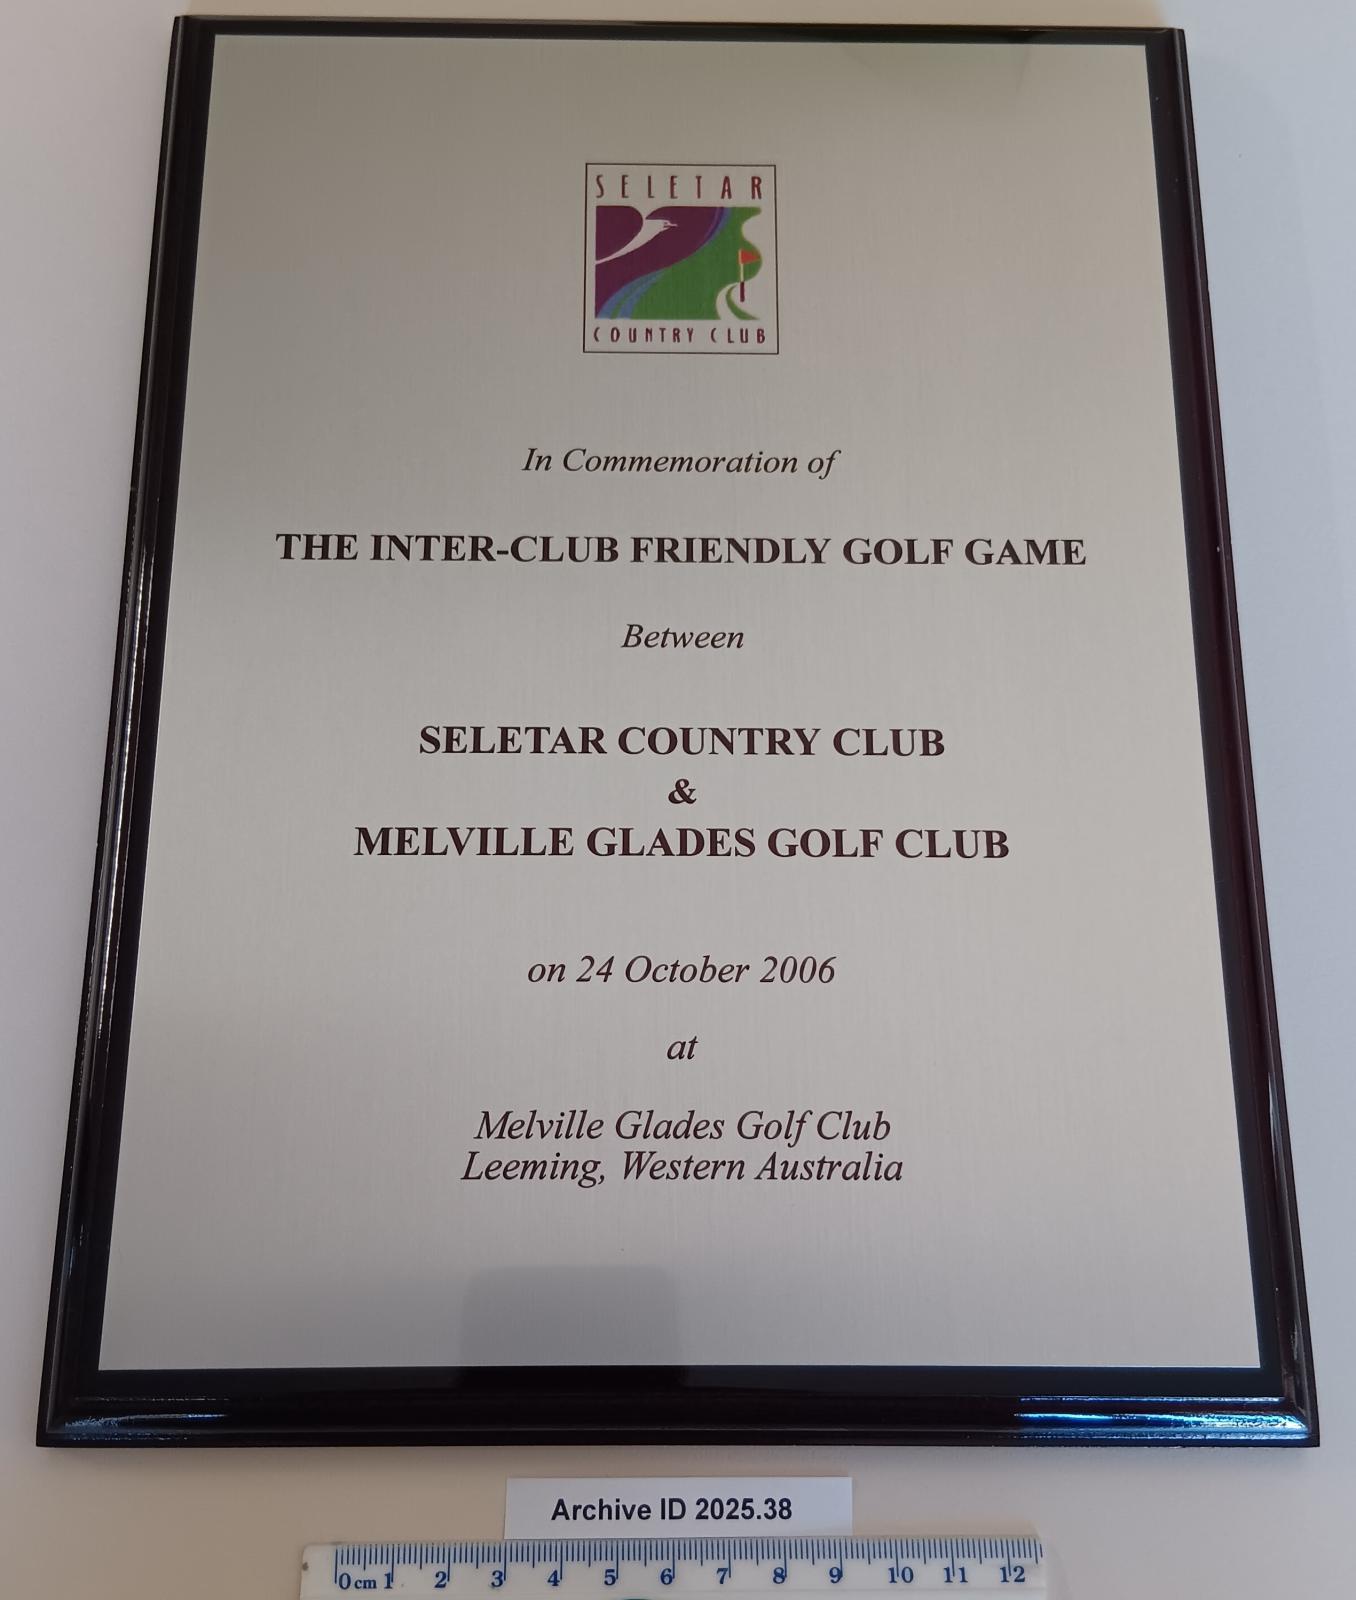 SELETAR
COUNTRY CLUB
In Commemoration of
THE INTER-CLUB FRIENDLY GOLF GAME
Between
SELETAR COUNTRY CLUB
&
MELVILLE GLADES GOLF CLUB
on 24 October 2006
at
Melville Glades Golf Club
Leeming, Western Australia
Archive ID 2025.38
0 cm 1 2 3 4 5 6 7 8 9 10 11 12